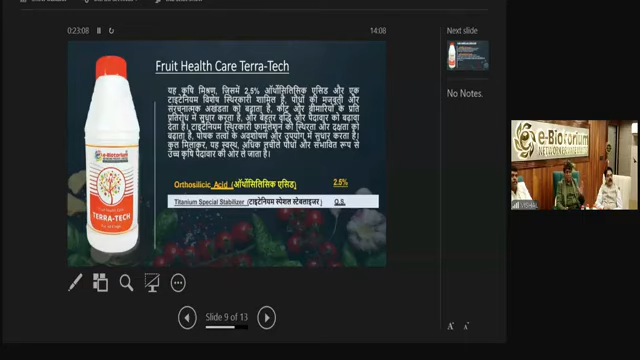 0:23:08
14:08
Next slide
Fruit Health Care Terra-Tech
यह कृषि मिश्रण, जिसमें 2.5% ऑर्थोसिलिसिक एसिड और एक
टाइटेनियम विशेष स्थिरकारी शामिल है, पौधों की मजबूती और
संरचनात्मक अखंडता को बढ़ाता है, कीट और बीमारियों के प्रति
प्रतिरोध में सुधार करता है, और बेहतर वृद्धि और पैदावार को बढ़ावा
देता है। टाइटेनियम स्थिरकारी फ़ार्मूलेशन की स्थिरता और दक्षता को
बढ़ाता है, पोषक तत्वों के अवशोषण और उपयोग में सुधार करता है।
कुल मिलाकर, यह स्वस्थ, अधिक लचीले पौधों और संभावित रूप से
उच्च कृषि पैदावार की ओर ले जाता है।
Orthosilicic Acid (ऑर्थोसिलिसिक एसिड) 2.5%
Titanium Special Stabilizer (टाइटेनियम स्पेशल स्टेबलाइजर) Q.S.
e-Biotorium
TERRA-TECH
No Notes.
e-Biotorium
Slide 9 of 13